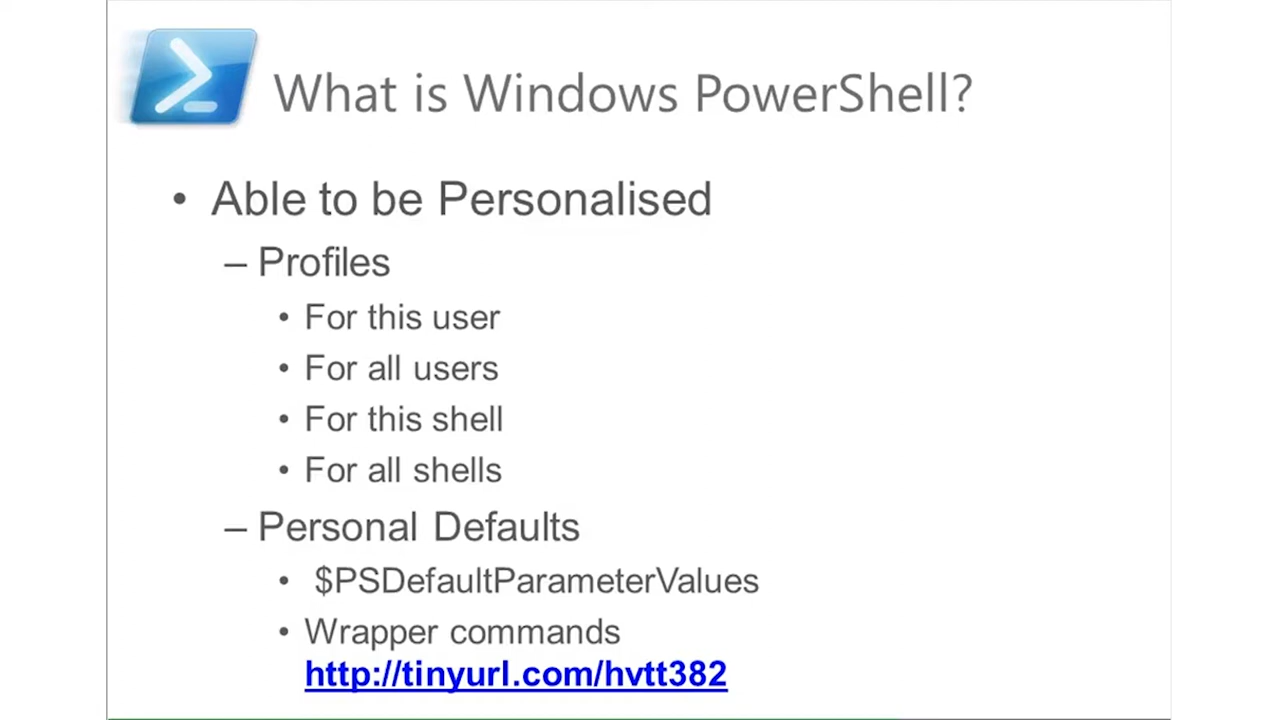 What is Windows PowerShell?
• Able to be Personalised
– Profiles
• For this user
• For all users
• For this shell
• For all shells
– Personal Defaults
• $PSDefaultParameterValues
• Wrapper commands
http://tinyurl.com/hvtt382